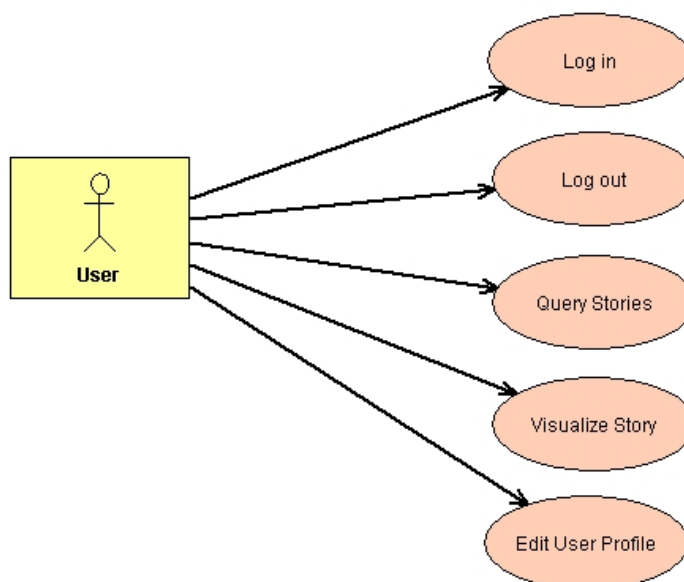 Log in
Log out
User
Query Stories
Visualize Story
Edit User Profile